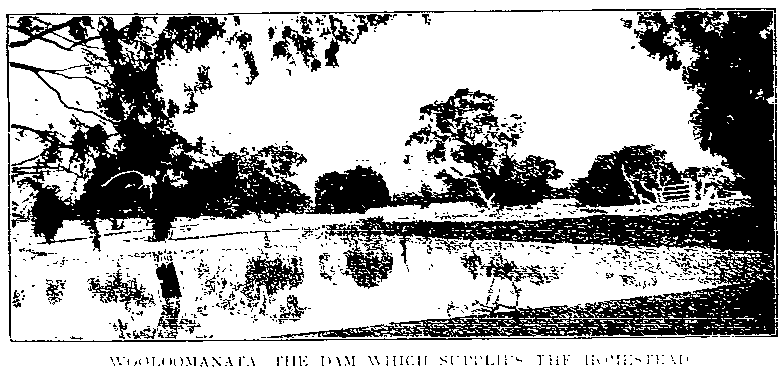 WOOLOOMANATA THE DAM WHICH SUPPLIES THE HOMESTEAD